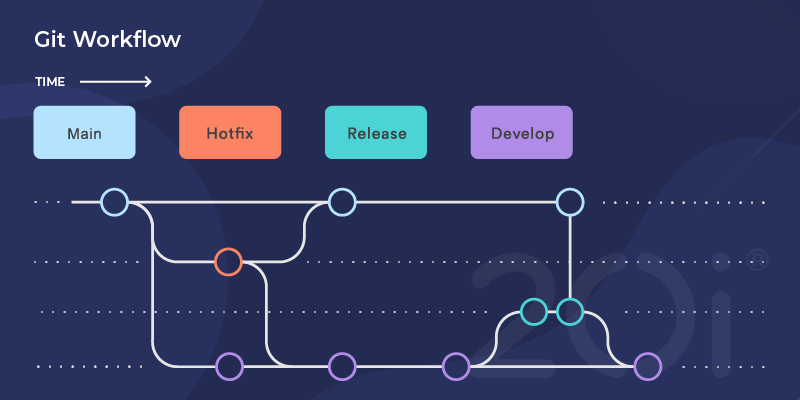 Git Workflow
TIME
Main
Hotfix
Release
Develop
20i®